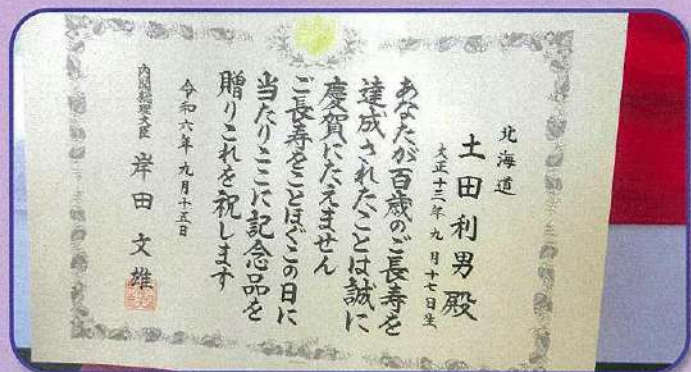 北海道
土田利男殿
大正十三年九月十七日生
あなたが百歳のご長寿を
達成されたことは誠に
慶賀にたえません
ご長寿をことほぐこの日に
当たりここに記念品を
贈りこれを祝します
令和六年九月十五日
内閣総理大臣 岸田文雄